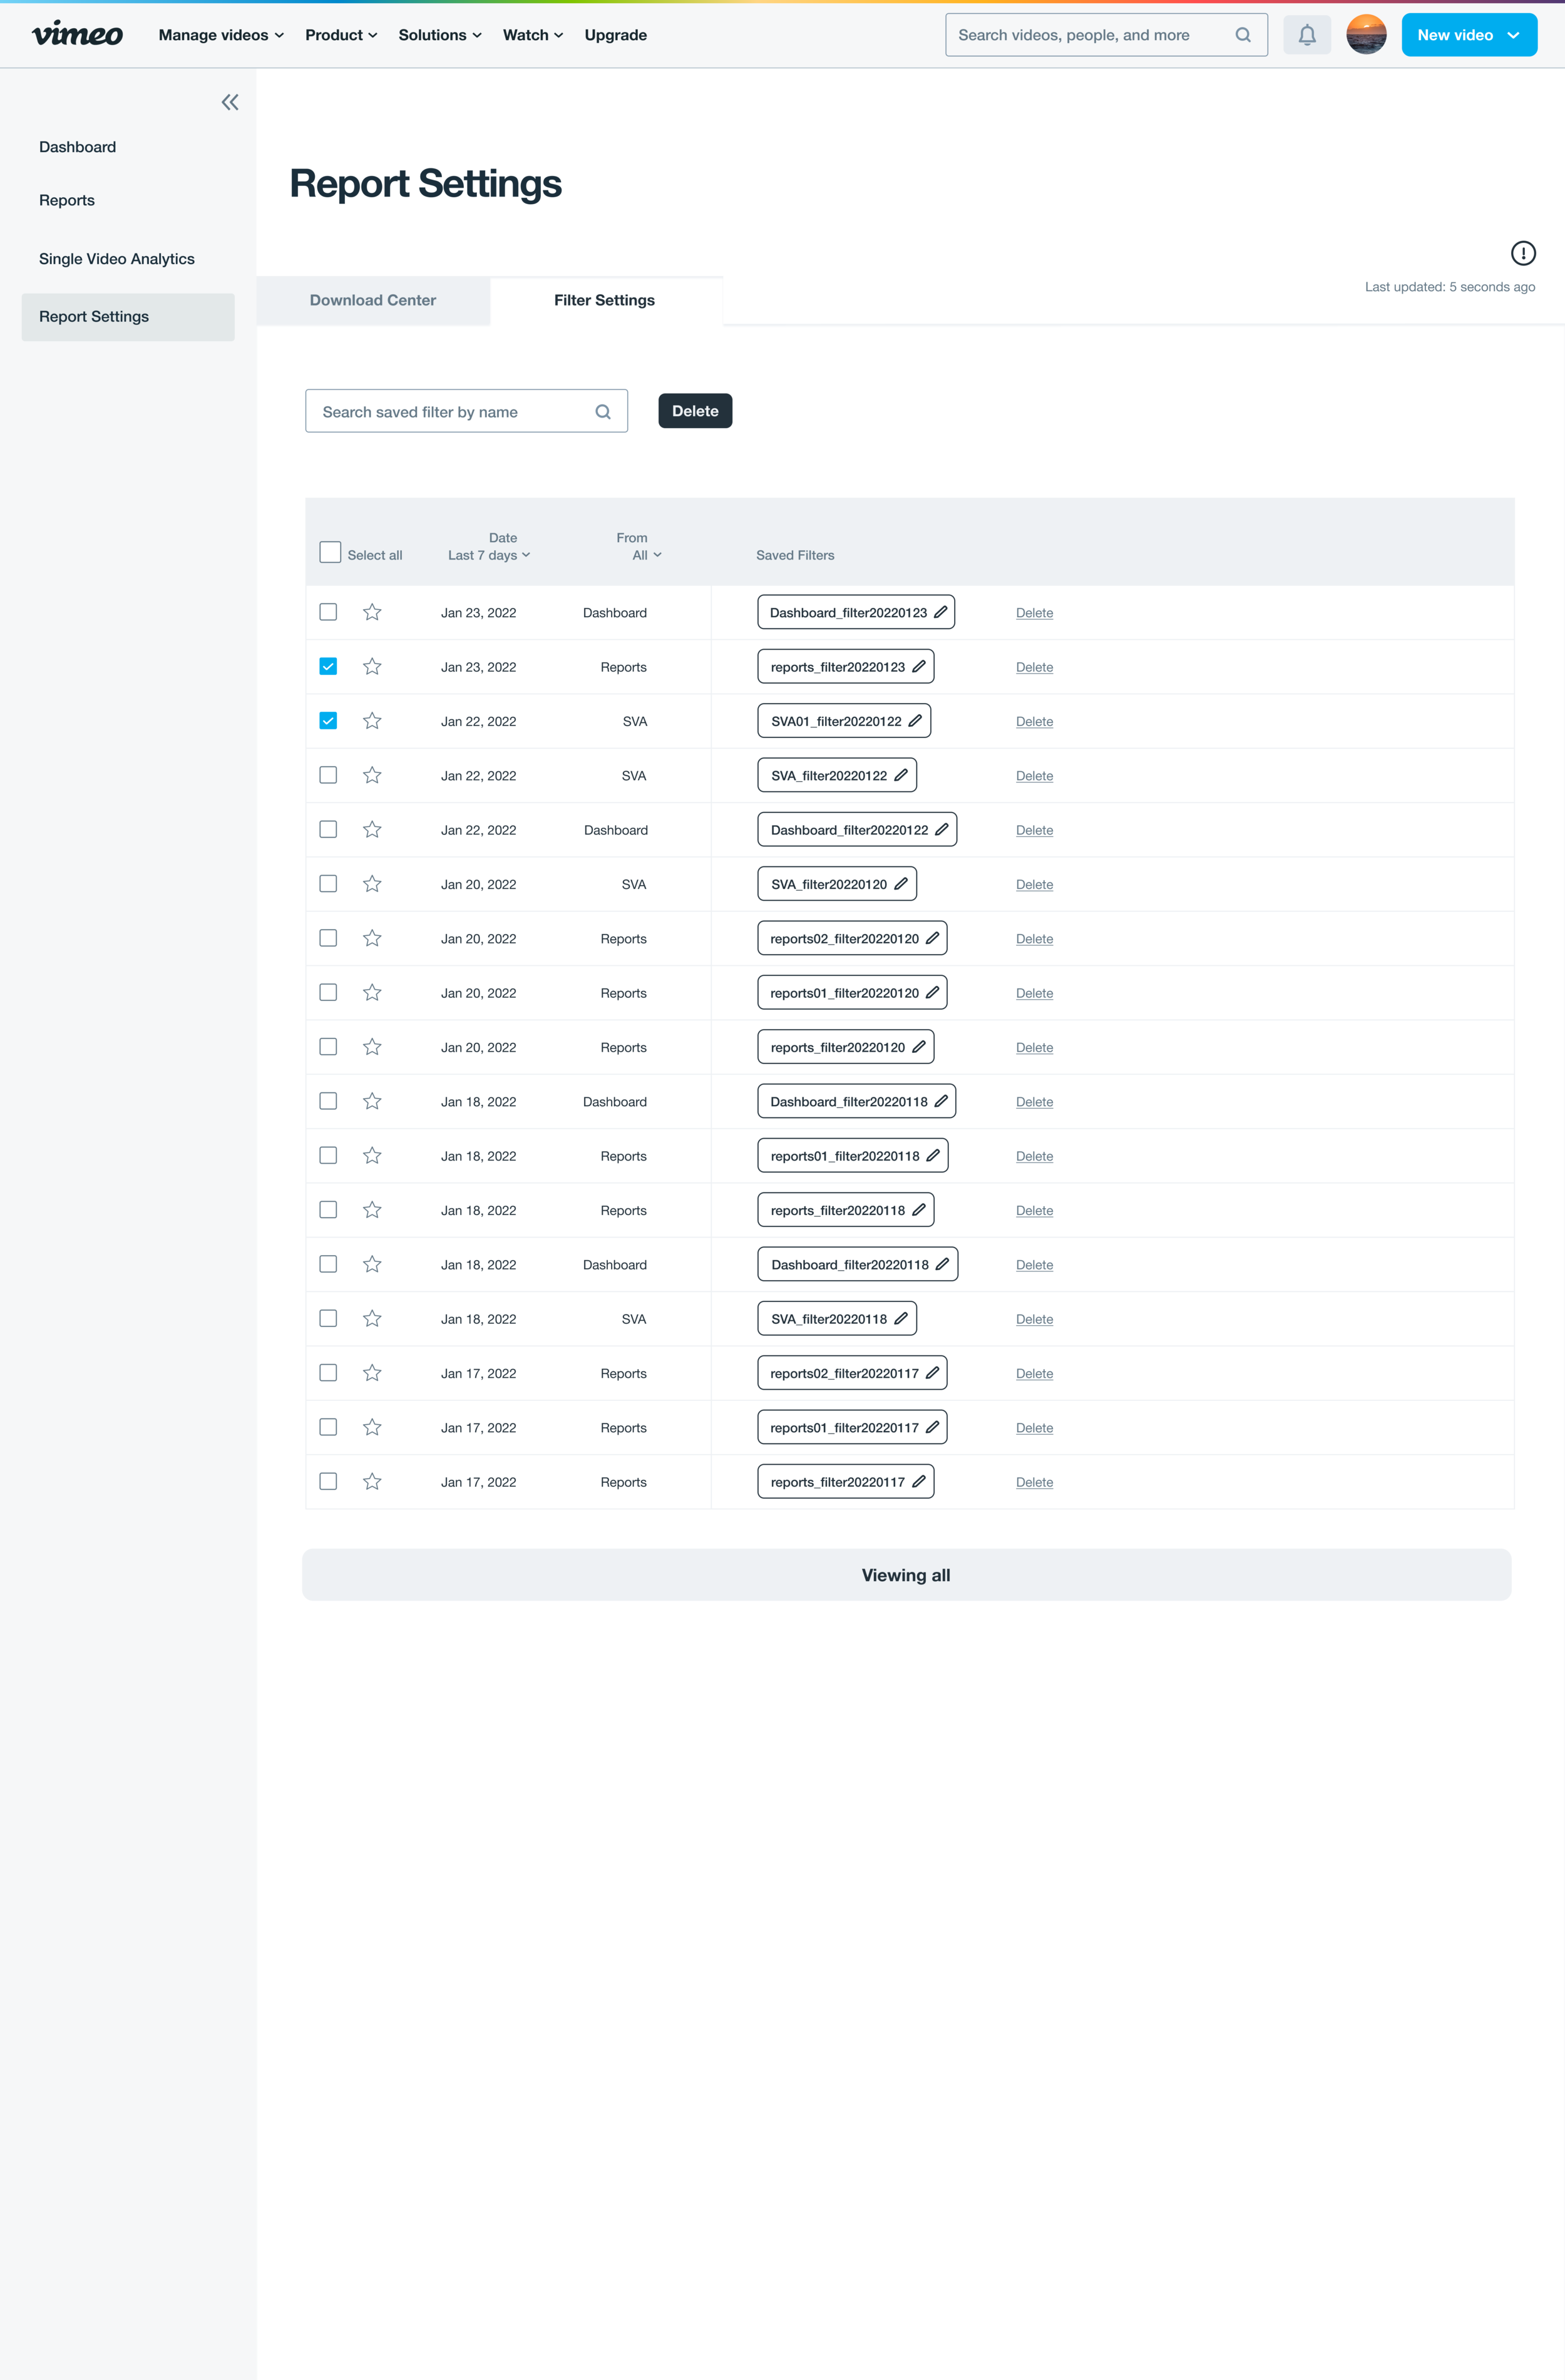 vimeo Manage videos Product Solutions Watch Upgrade Search videos, people, and more New video
Dashboard
Reports
Single Video Analytics
Report Settings
Report Settings
Last updated: 5 seconds ago
Download Center Filter Settings
Search saved filter by name Delete
Date From
Select all Last 7 days All Saved Filters
Jan 23, 2022 Dashboard Dashboard_filter20220123 Delete
Jan 23, 2022 Reports reports_filter20220123 Delete
Jan 22, 2022 SVA SVA01_filter20220122 Delete
Jan 22, 2022 SVA SVA_filter20220122 Delete
Jan 22, 2022 Dashboard Dashboard_filter20220122 Delete
Jan 20, 2022 SVA SVA_filter20220120 Delete
Jan 20, 2022 Reports reports02_filter20220120 Delete
Jan 20, 2022 Reports reports01_filter20220120 Delete
Jan 20, 2022 Reports reports_filter20220120 Delete
Jan 18, 2022 Dashboard Dashboard_filter20220118 Delete
Jan 18, 2022 Reports reports01_filter20220118 Delete
Jan 18, 2022 Reports reports_filter20220118 Delete
Jan 18, 2022 Dashboard Dashboard_filter20220118 Delete
Jan 18, 2022 SVA SVA_filter20220118 Delete
Jan 17, 2022 Reports reports02_filter20220117 Delete
Jan 17, 2022 Reports reports01_filter20220117 Delete
Jan 17, 2022 Reports reports_filter20220117 Delete
Viewing all